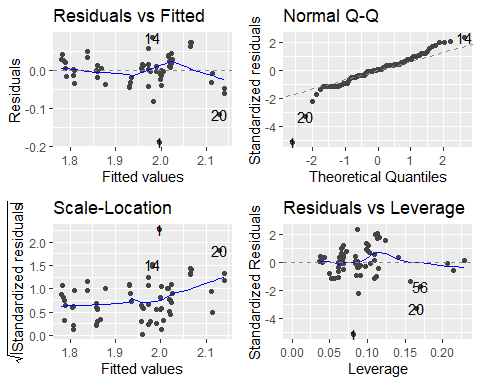 Residuals vs Fitted
Residuals
0.0
-0.1
-0.2
14
20
1
1.8 1.9 2.0 2.1
Fitted values
Normal Q-Q
Standardized residuals
2
0
-2
-4
14
20
1
-2 -1 0 1 2
Theoretical Quantiles
Scale-Location
√|Standardized residuals|
2.0
1.5
1.0
0.5
0.0
1
14
20
1.8 1.9 2.0 2.1
Fitted values
Residuals vs Leverage
Standardized Residuals
2
0
-2
-4
56
20
1
0.00 0.05 0.10 0.15 0.20
Leverage